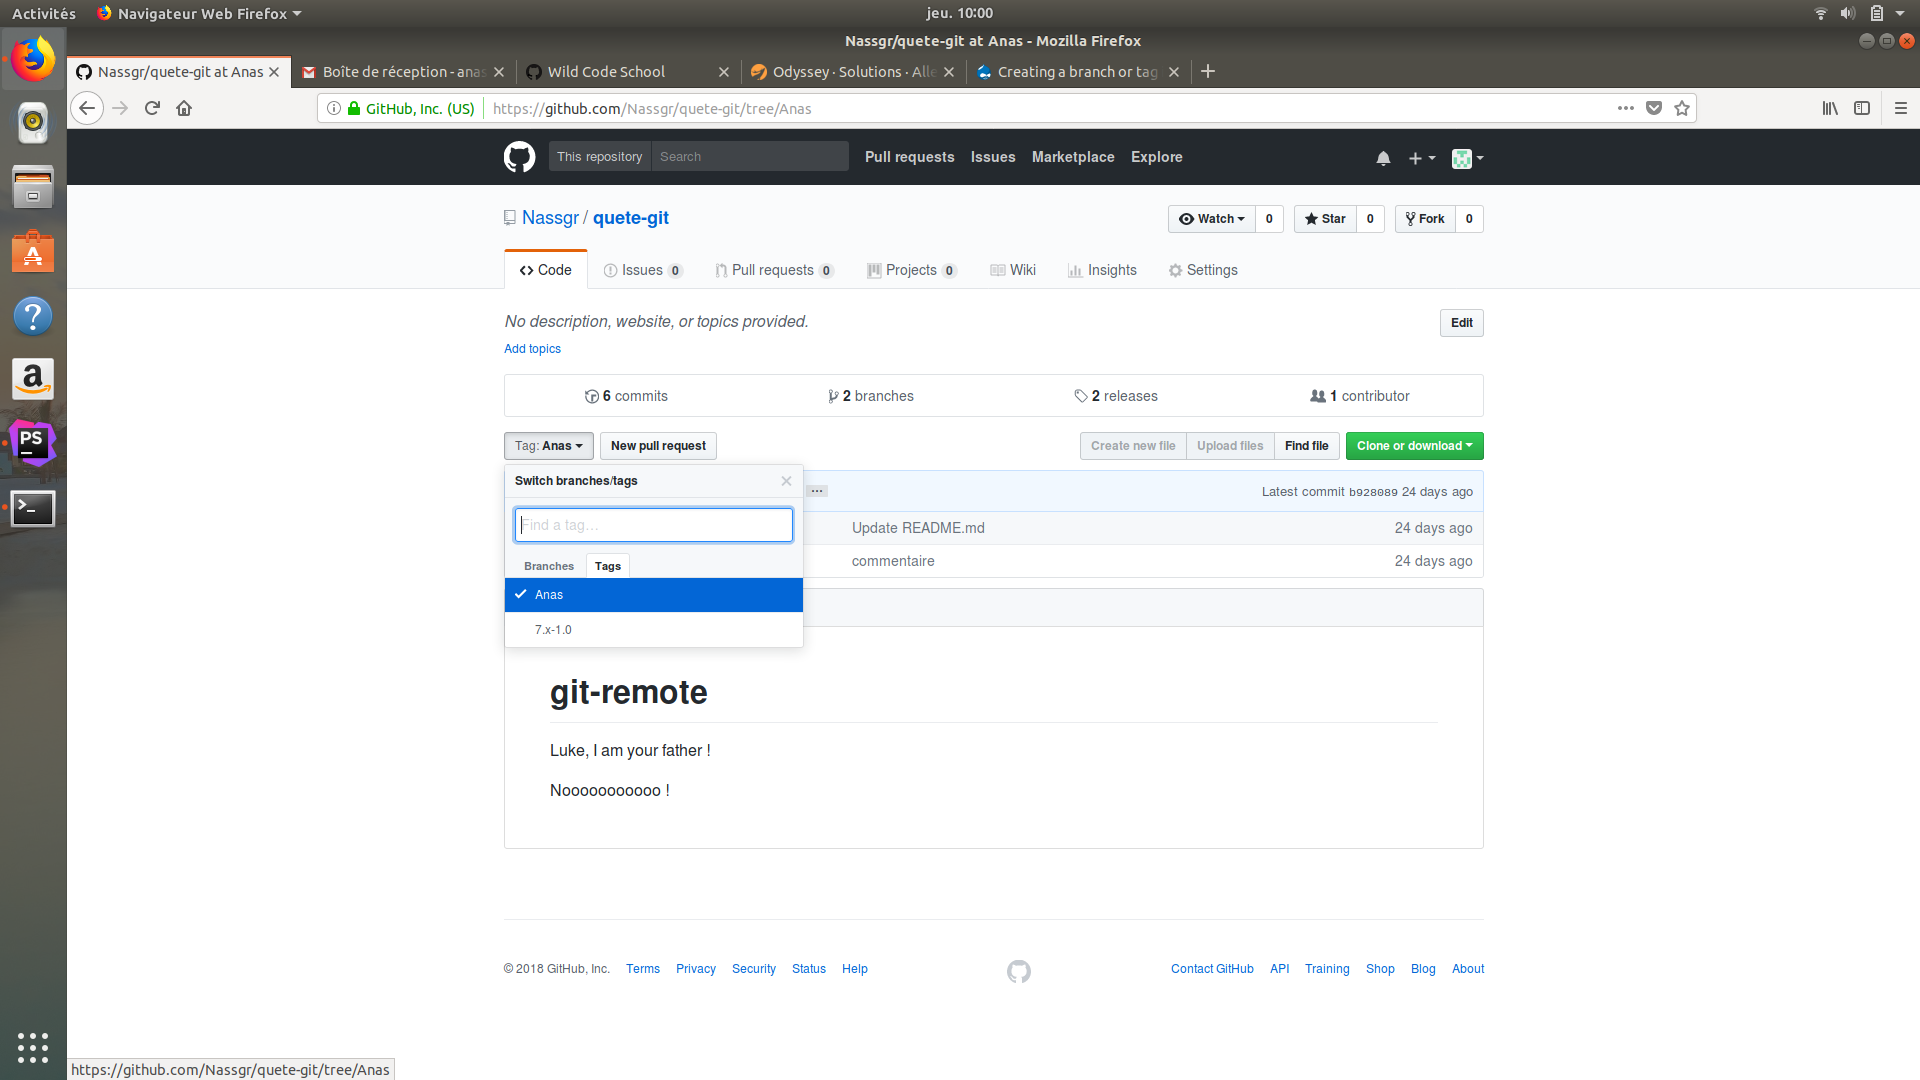 Activités
Navigateur Web Firefox
jeu. 10:00
Nassgr/quete-git at Anas - Mozilla Firefox
Nassgr/quete-git at Anas
Boîte de réception - anas
Wild Code School
Odyssey · Solutions · Alle
Creating a branch or tag
GitHub, Inc. (US)
https://github.com/Nassgr/quete-git/tree/Anas
This repository
Search
Pull requests
Issues
Marketplace
Explore
Nassgr / quete-git
Watch 0
Star 0
Fork 0
Code
Issues 0
Pull requests 0
Projects 0
Wiki
Insights
Settings
No description, website, or topics provided.
Edit
Add topics
6 commits
2 branches
2 releases
1 contributor
Tag: Anas
New pull request
Create new file
Upload files
Find file
Clone or download
Switch branches/tags
Latest commit b928089 24 days ago
Find a tag...
Update README.md
24 days ago
commentaire
24 days ago
Branches
Tags
Anas
7.x-1.0
git-remote
Luke, I am your father !
Nooooooooooo !
© 2018 GitHub, Inc.
Terms
Privacy
Security
Status
Help
Contact GitHub
API
Training
Shop
Blog
About
https://github.com/Nassgr/quete-git/tree/Anas